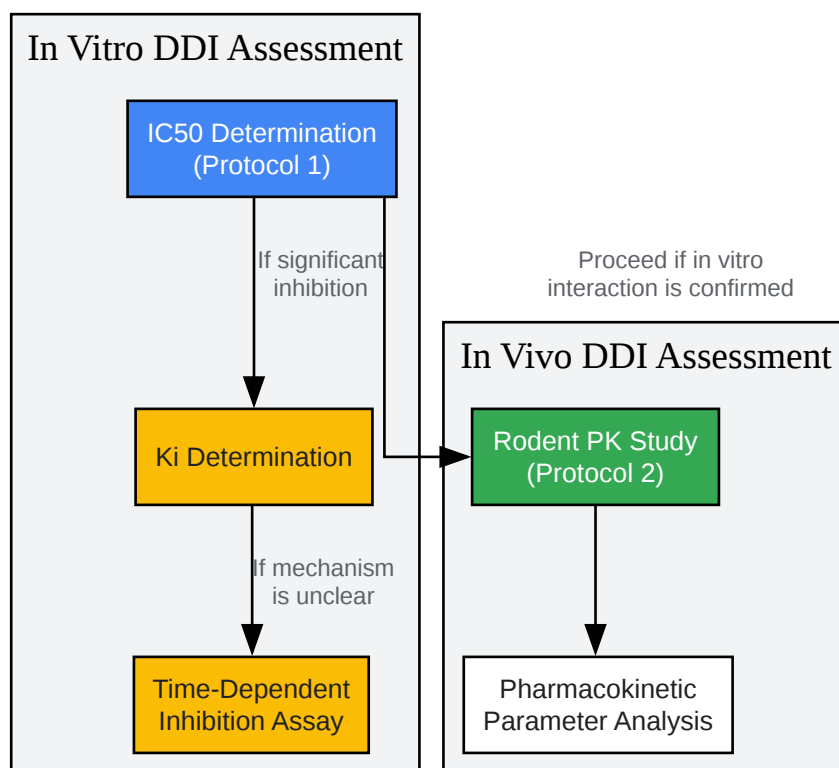 In Vitro DDI Assessment
IC50 Determination
(Protocol 1)
If significant
inhibition
Proceed if in vitro
interaction is confirmed
In Vivo DDI Assessment
Ki Determination
Rodent PK Study
(Protocol 2)
If mechanism
is unclear
Time-Dependent
Inhibition Assay
Pharmacokinetic
Parameter Analysis